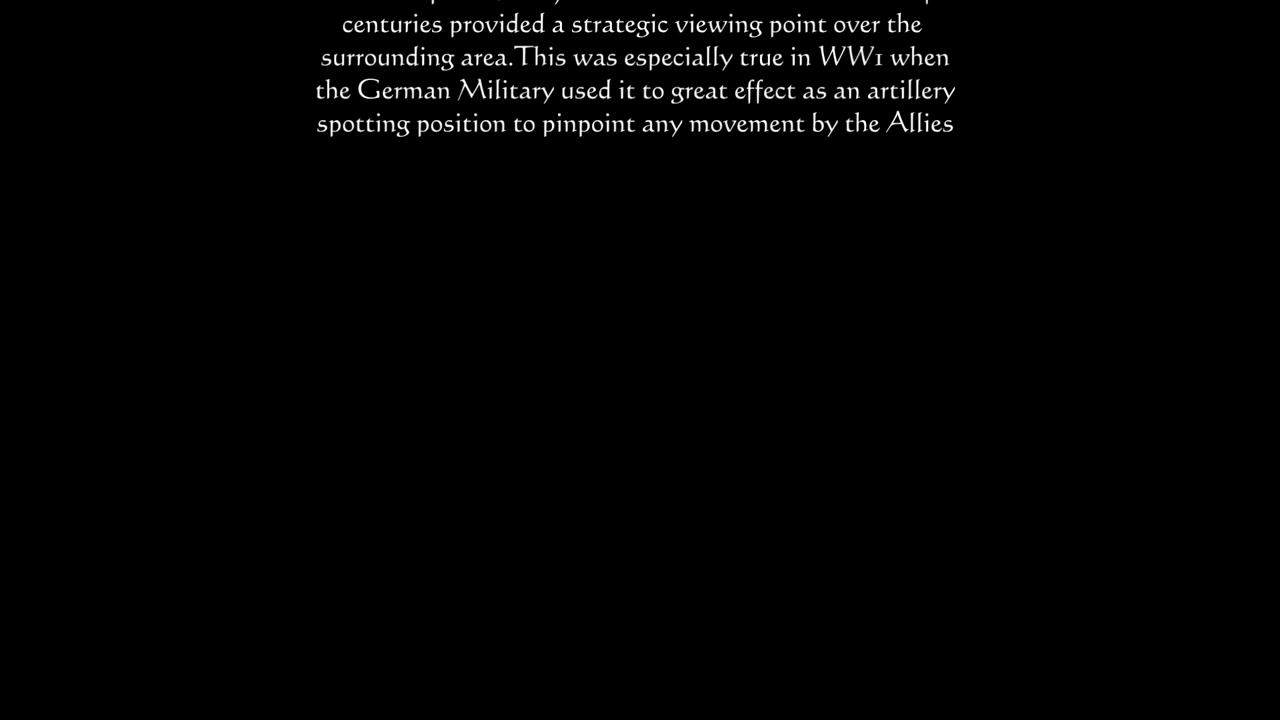 centuries provided a strategic viewing point over the
surrounding area.This was especially true in WW1 when
the German Military used it to great effect as an artillery
spotting position to pinpoint any movement by the Allies